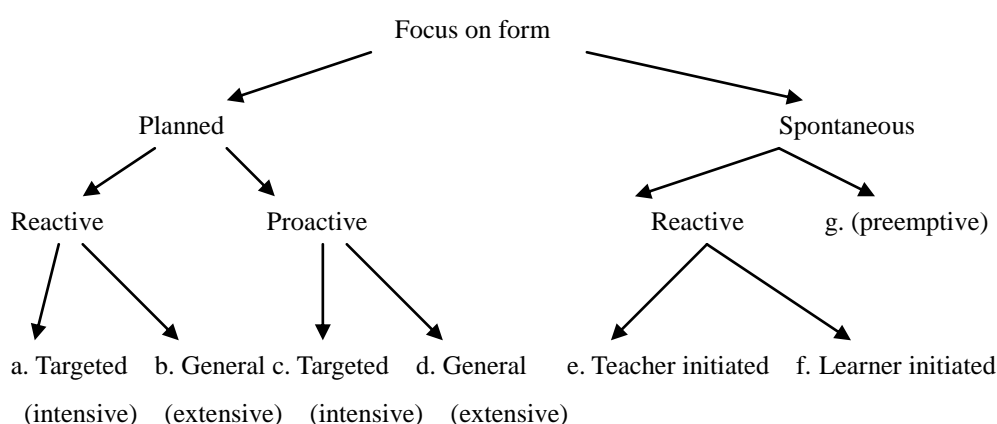 Focus on form
Planned Spontaneous
Reactive Proactive Reactive g. (preemptive)
a. Targeted b. General c. Targeted d. General e. Teacher initiated f. Learner initiated
(intensive) (extensive) (intensive) (extensive)